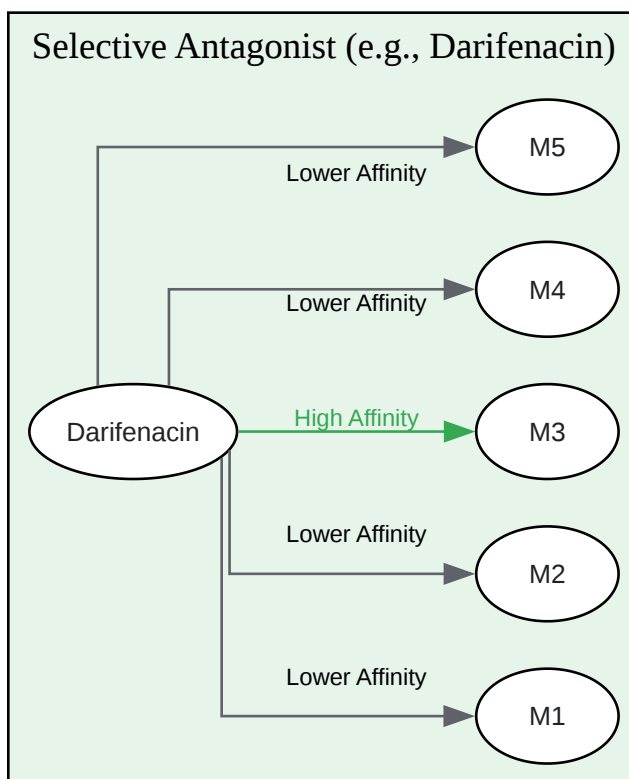 Selective Antagonist (e.g., Darifenacin)
M5
Lower Affinity
M4
Lower Affinity
Darifenacin
High Affinity
M3
Lower Affinity
M2
Lower Affinity
M1